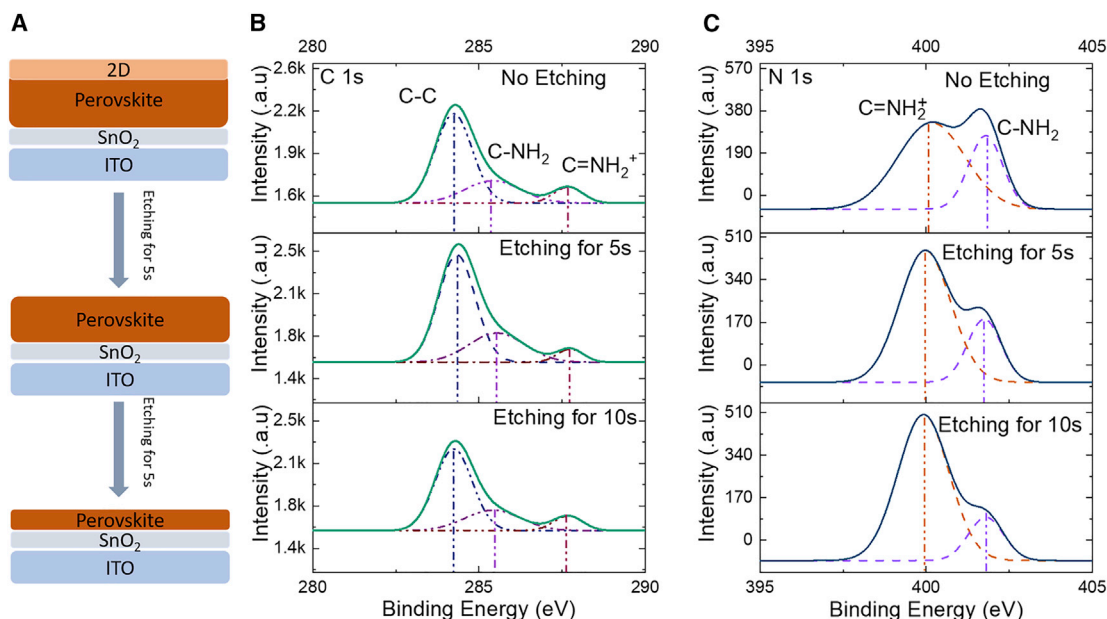 A
2D
Perovskite
SnO₂
ITO
Etching for 5s
Perovskite
SnO₂
ITO
Etching for 5s
Perovskite
SnO₂
ITO
B
280 285 290
C 1s
No Etching
C-C
C-NH₂
C=NH₂⁺
2.6k
2.2k
1.9k
1.6k
Intensity (.a.u)
Etching for 5s
2.5k
2.1k
1.8k
1.4k
Intensity (.a.u)
Etching for 10s
2.5k
2.1k
1.8k
1.4k
Intensity (.a.u)
280 285 290
Binding Energy (eV)
C
395 400 405
N 1s
No Etching
C=NH₂⁺
C-NH₂
570
380
190
0
Intensity (.a.u)
Etching for 5s
510
340
170
0
Intensity (.a.u)
Etching for 10s
510
340
170
0
Intensity (.a.u)
395 400 405
Binding Energy (eV)